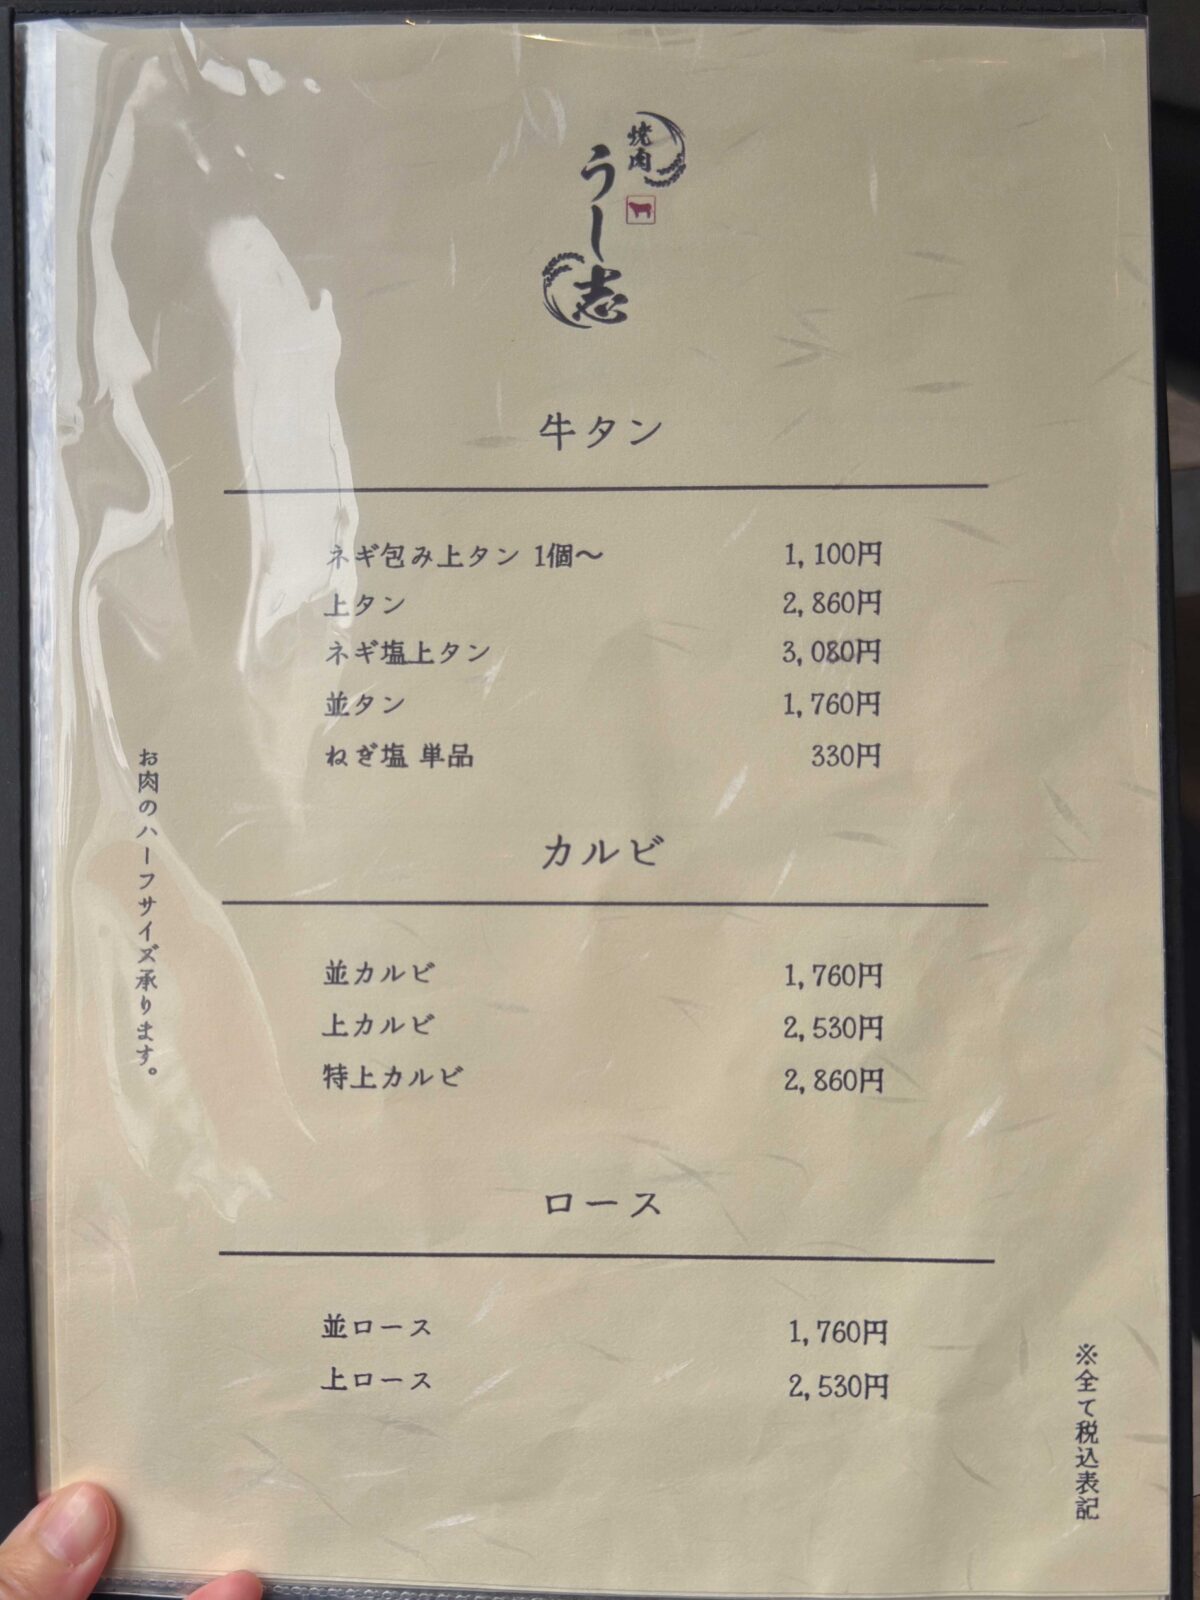 焼肉
うし志
牛タン
ネギ包み上タン 1個〜 1,100円
上タン 2,860円
ネギ塩上タン 3,080円
並タン 1,760円
ねぎ塩 単品 330円
カルビ
並カルビ 1,760円
上カルビ 2,530円
特上カルビ 2,860円
ロース
並ロース 1,760円
上ロース 2,530円
※全て税込表記
お肉のハーフサイズ承ります。